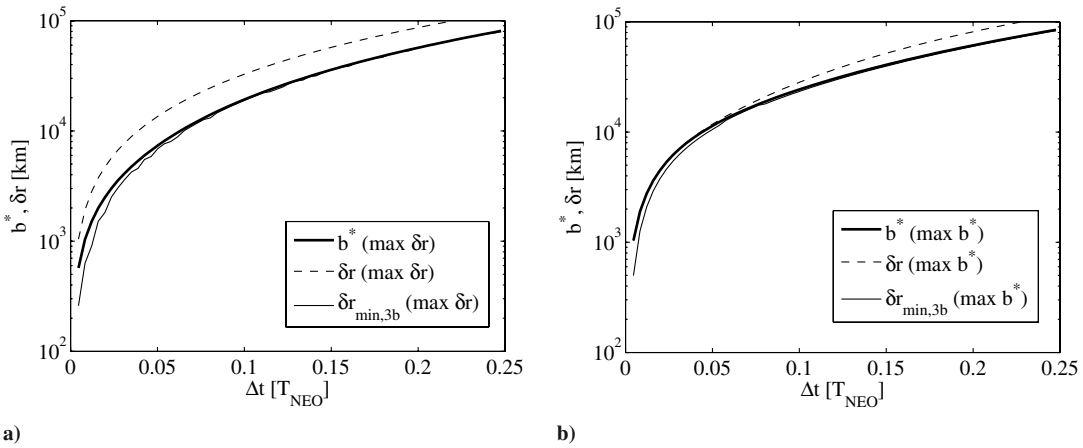 10^5
10^4
10^3
10^2
b^*, δr [km]
0 0.05 0.1 0.15 0.2 0.25
Δt [T_NEO]
b^* (max δr)
δr (max δr)
δr_min,3b (max δr)
a)
10^5
10^4
10^3
10^2
b^*, δr [km]
0 0.05 0.1 0.15 0.2 0.25
Δt [T_NEO]
b^* (max b^*)
δr (max b^*)
δr_min,3b (max b^*)
b)